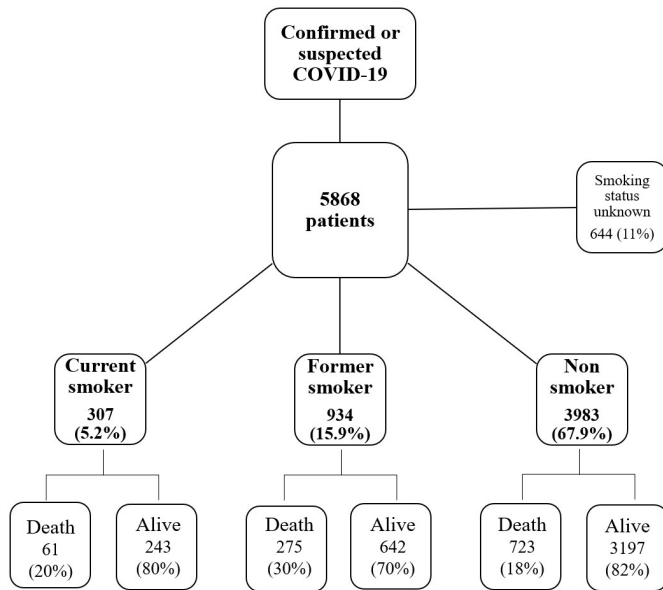 Confirmed or
suspected
COVID-19
5868
patients
Smoking
status
unknown
644 (11%)
Current
smoker
307
(5.2%)
Former
smoker
934
(15.9%)
Non
smoker
3983
(67.9%)
Death
61
(20%)
Alive
243
(80%)
Death
275
(30%)
Alive
642
(70%)
Death
723
(18%)
Alive
3197
(82%)